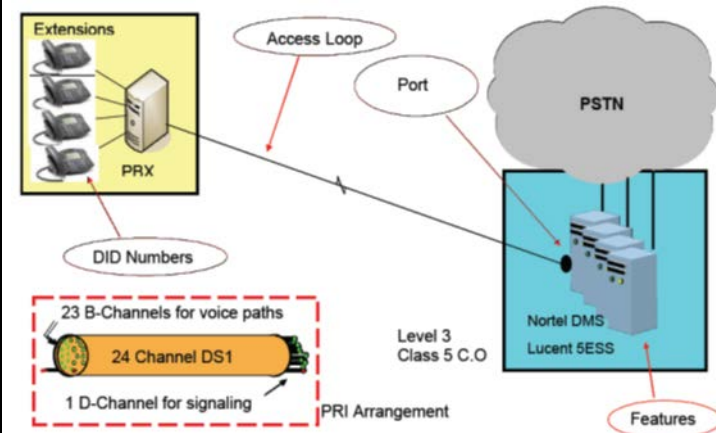 Extensions
PRX
Access Loop
Port
PSTN
DID Numbers
23 B-Channels for voice paths
24 Channel DS1
1 D-Channel for signaling
PRI Arrangement
Level 3
Class 5 C.O
Nortel DMS
Lucent 5ESS
Features